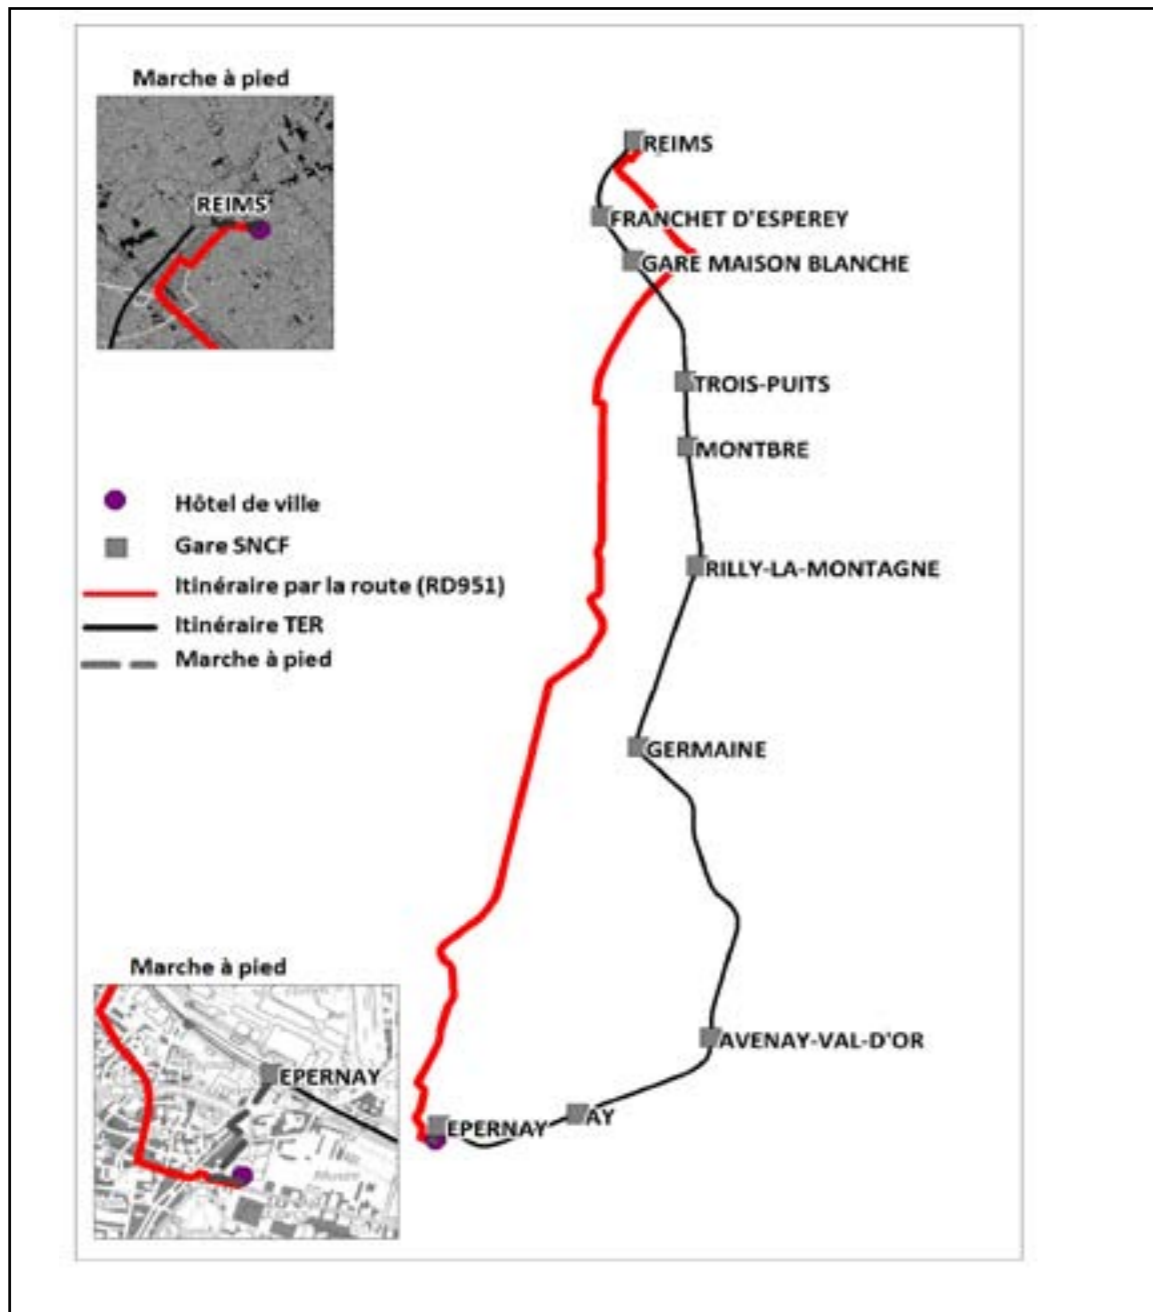 Marche à pied
REIMS
REIMS
FRANCHET D'ESPEREY
GARE MAISON BLANCHE
TROIS-PUITS
MONTBRE
Hôtel de ville
Gare SNCF
RILLY-LA-MONTAGNE
Itinéraire par la route (RD951)
Itinéraire TER
Marche à pied
GERMAINE
Marche à pied
AVENAY-VAL-D'OR
EPERNAY
AY
EPERNAY